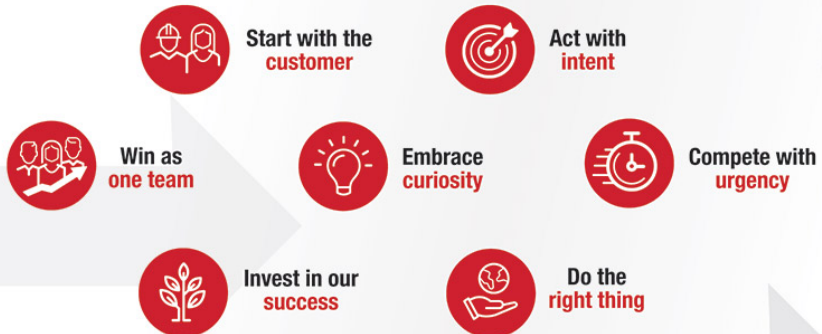 Start with the
customer
Act with
intent
Win as
one team
Embrace
curiosity
Compete with
urgency
Invest in our
success
Do the
right thing